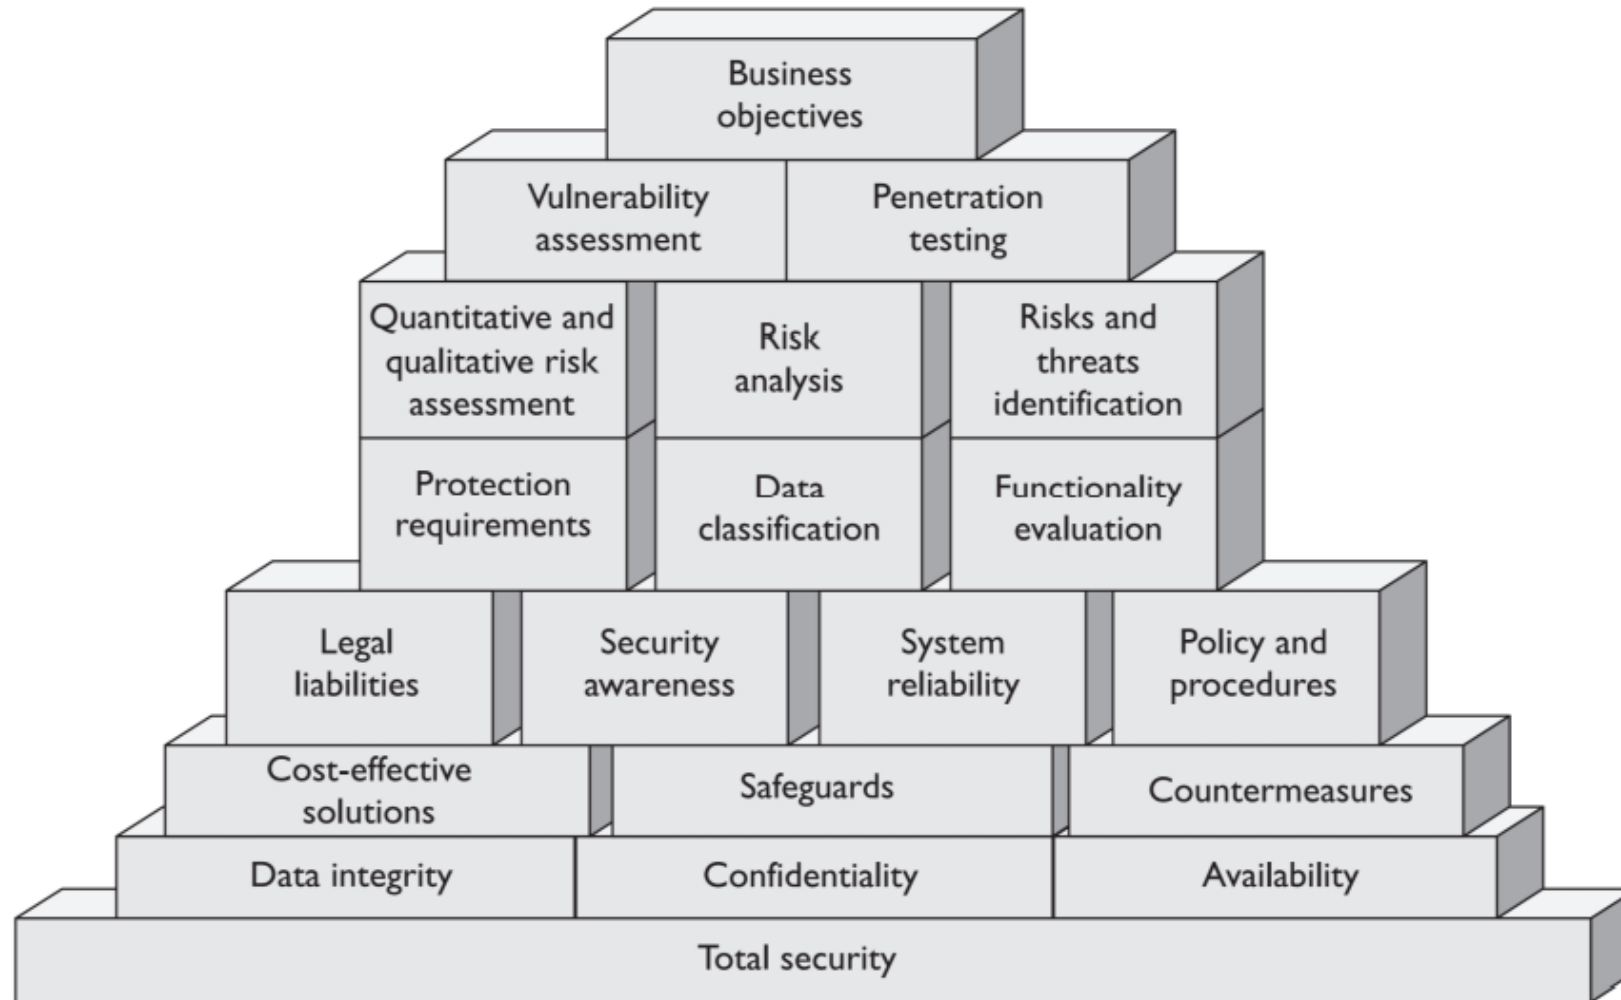 Business
objectives
Vulnerability
assessment
Penetration
testing
Quantitative and
qualitative risk
assessment
Risk
analysis
Risks and
threats
identification
Protection
requirements
Data
classification
Functionality
evaluation
Legal
liabilities
Security
awareness
System
reliability
Policy and
procedures
Cost-effective
solutions
Safeguards
Countermeasures
Data integrity
Confidentiality
Availability
Total security